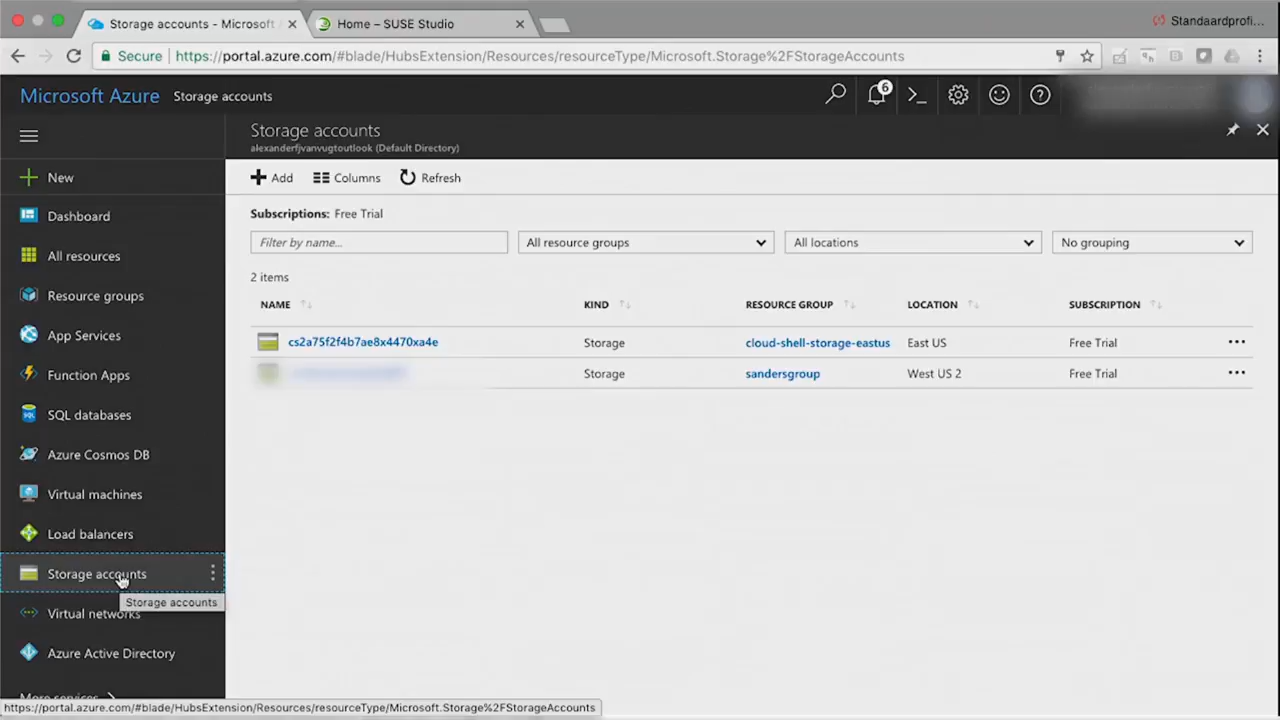 Storage accounts - Microsoft
Home – SUSE Studio
Standaardprofi...
Secure
https://portal.azure.com/#blade/HubsExtension/Resources/resourceType/Microsoft.Storage%2FStorageAccounts
Microsoft Azure
Storage accounts
6
Storage accounts
alexanderfjvanvugtoutlook (Default Directory)
New
Dashboard
All resources
Resource groups
App Services
Function Apps
SQL databases
Azure Cosmos DB
Virtual machines
Load balancers
Storage accounts
Storage accounts
Virtual networks
Azure Active Directory
More services
Add
Columns
Refresh
Subscriptions: Free Trial
Filter by name...
All resource groups
All locations
No grouping
2 items
NAME KIND RESOURCE GROUP LOCATION SUBSCRIPTION
cs2a75f2f4b7ae8x4470xa4e Storage cloud-shell-storage-eastus East US Free Trial
Storage sandersgroup West US 2 Free Trial
https://portal.azure.com/#blade/HubsExtension/Resources/resourceType/Microsoft.Storage%2FStorageAccounts